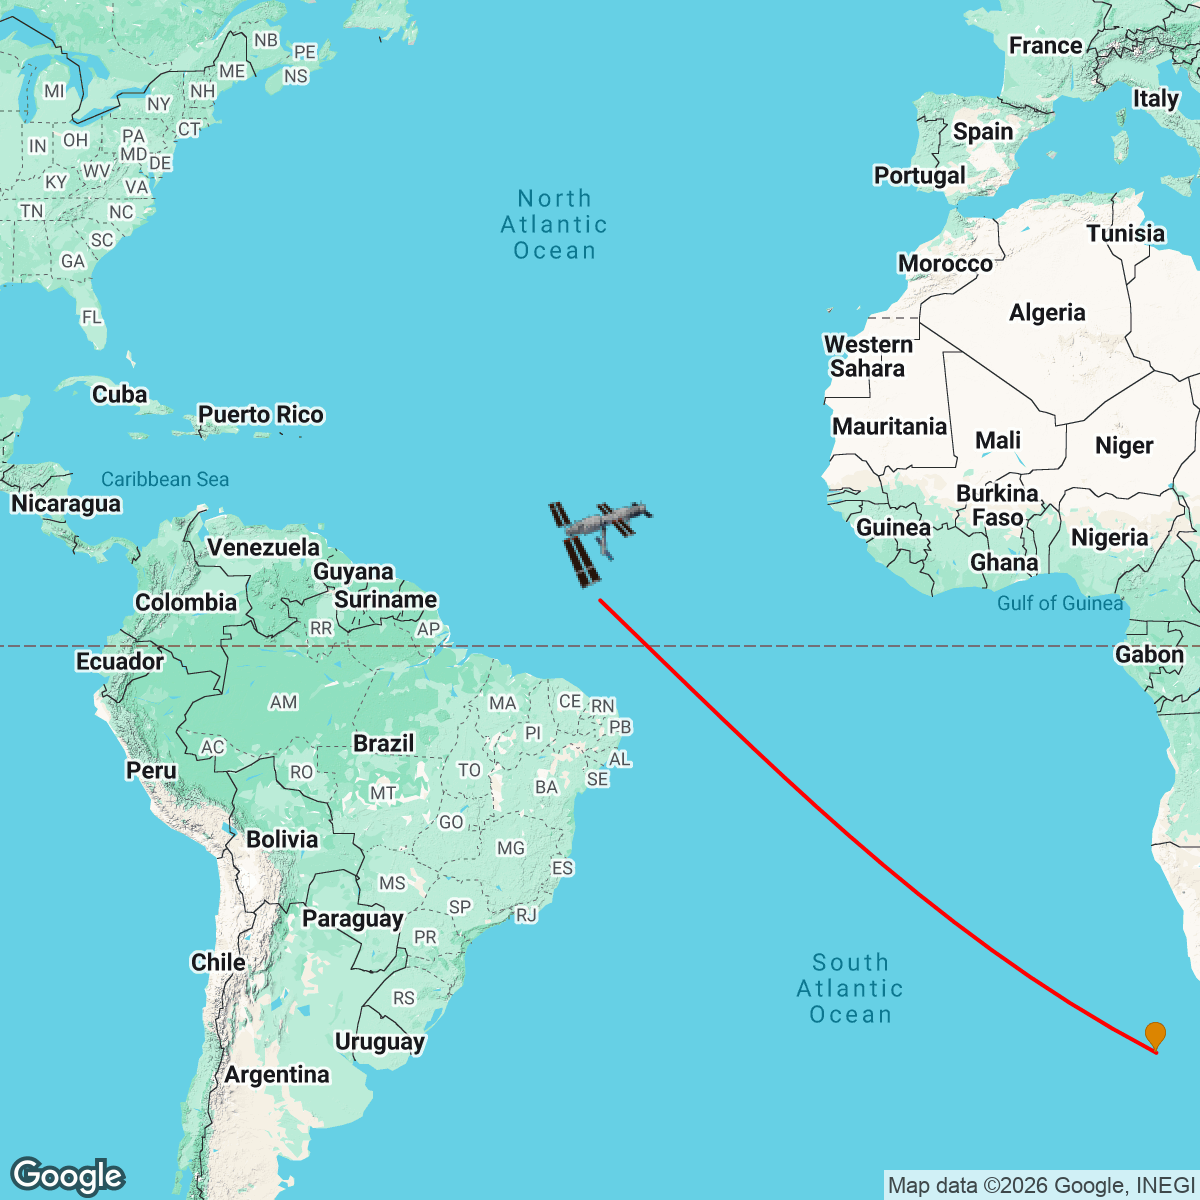 NB
PE
ME
NS
MI
NH
NY
CT
IN
OH
PA
MD
DE
WV
KY
VA
TN
NC
SC
GA
FL
France
Italy
Spain
Portugal
North
Atlantic
Ocean
Tunisia
Morocco
Algeria
Western
Sahara
Cuba
Puerto Rico
Mauritania
Mali
Niger
Caribbean Sea
Nicaragua
Burkina
Faso
Guinea
Nigeria
Ghana
Venezuela
Guyana
Colombia
Suriname
Gulf of Guinea
RR
AP
Ecuador
Gabon
AM
MA
CE
RN
PB
PI
AC
Brazil
AL
Peru
RO
TO
SE
MT
BA
GO
Bolivia
MG
ES
MS
SP
RJ
Paraguay
PR
Chile
South
Atlantic
Ocean
RS
Uruguay
Argentina
Google
Map data ©2026 Google, INEGI